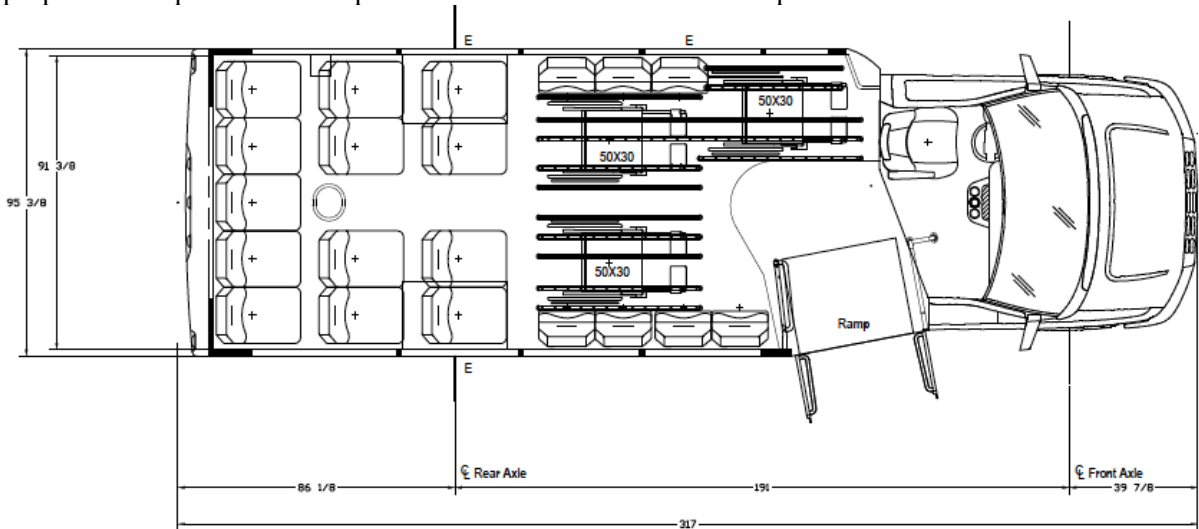 E
E
50X30
91 3/8
50X30
95 3/8
50X30
Ramp
E
℄ Rear Axle
℄ Front Axle
86 1/8
191
39 7/8
317